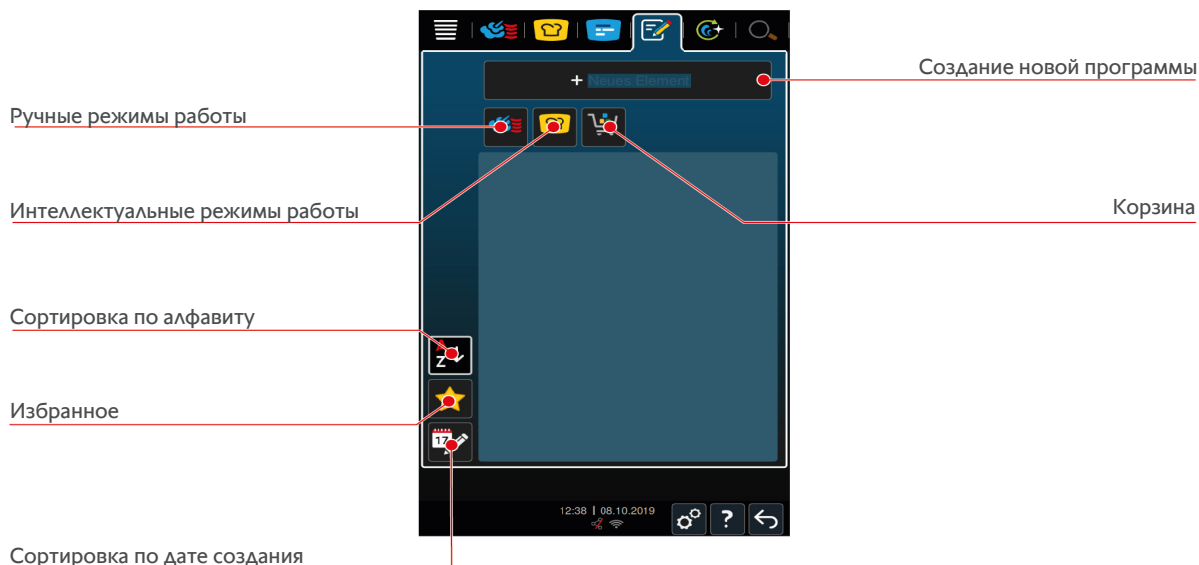 Создание новой программы
+ Neues Element
Ручные режимы работы
Интеллектуальные режимы работы
Корзина
Сортировка по алфавиту
A
Z
Избранное
17
12:38 | 08.10.2019
?
Сортировка по дате создания